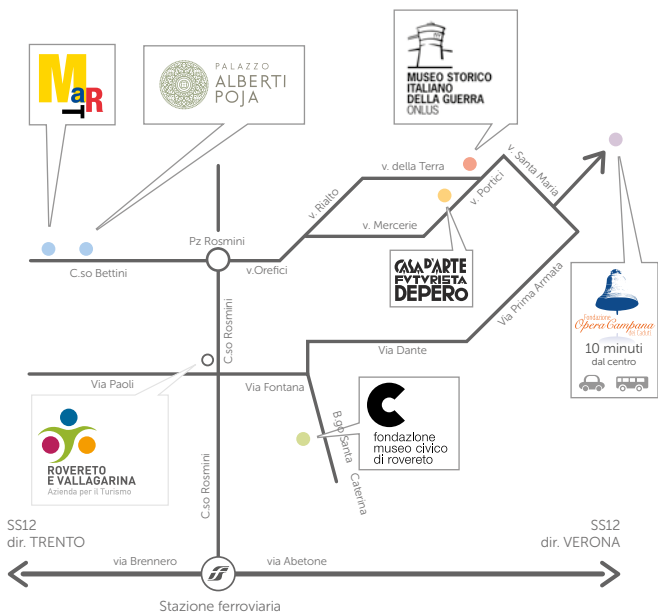 MaRT
PALAZZO
ALBERTI
POJA
MUSEO STORICO
ITALIANO
DELLA GUERRA
ONLUS
v. Santa Maria
v. della Terra
v. Portici
v. Rialto
v. Mercerie
Pz Rosmini
v.Orefici
C.so Bettini
CASA D'ARTE
FUTURISTA
DEPERO
Via Prima Armata
Fondazione
Opera Campana
dei Caduti
10 minuti
dal centro
C.so Rosmini
Via Dante
Via Paoli
Via Fontana
B.go Santa Caterina
C
fondazione
museo civico
di rovereto
ROVERETO
E VALLAGARINA
Azienda per il Turismo
C.so Rosmini
SS12
dir. TRENTO
SS12
dir. VERONA
via Brennero
via Abetone
Stazione ferroviaria